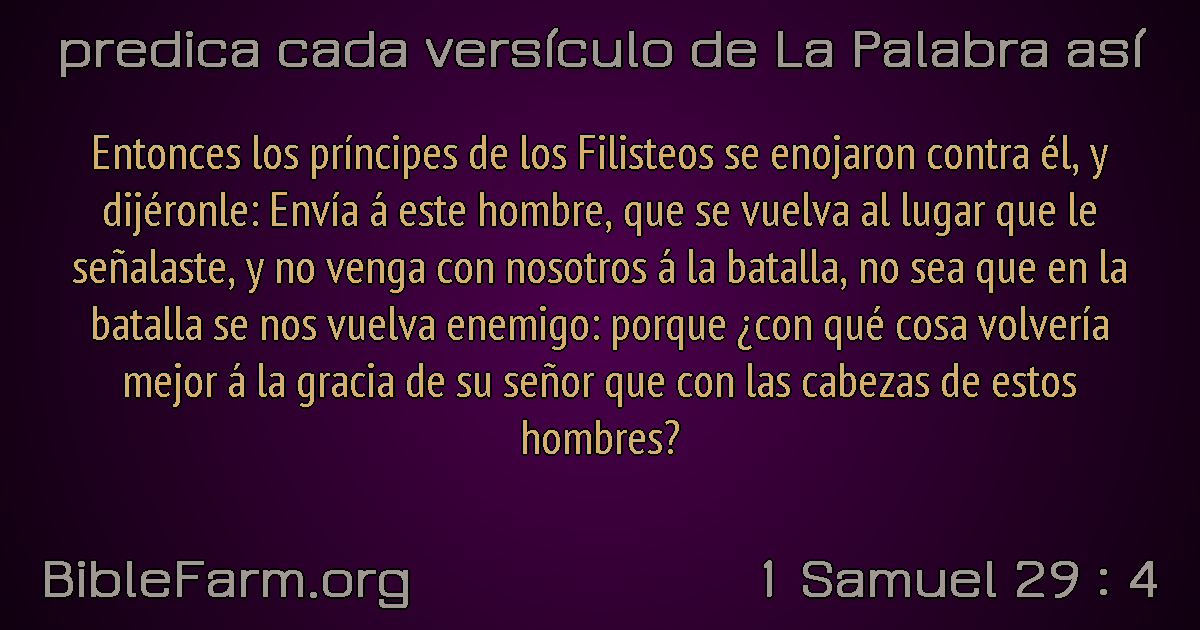 predica cada versículo de La Palabra así
Entonces los príncipes de los Filisteos se enojaron contra él, y
dijéronle: Envía á este hombre, que se vuelva al lugar que le
señalaste, y no venga con nosotros á la batalla, no sea que en la
batalla se nos vuelva enemigo: porque ¿con qué cosa volvería
mejor á la gracia de su señor que con las cabezas de estos
hombres?
BibleFarm.org
1 Samuel 29 : 4